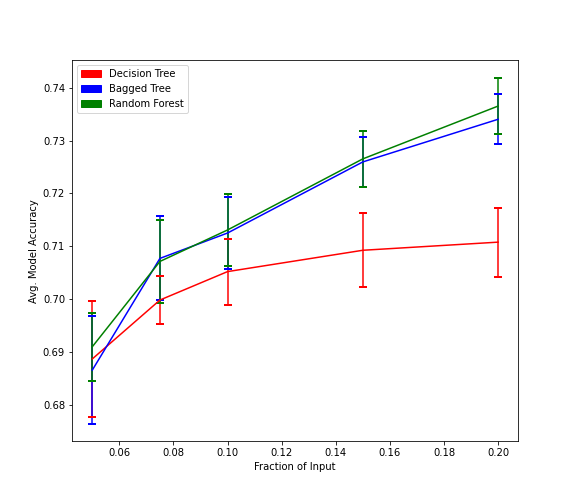 Decision Tree
Bagged Tree
Random Forest
Avg. Model Accuracy
0.74
0.73
0.72
0.71
0.70
0.69
0.68
0.06 0.08 0.10 0.12 0.14 0.16 0.18 0.20
Fraction of Input